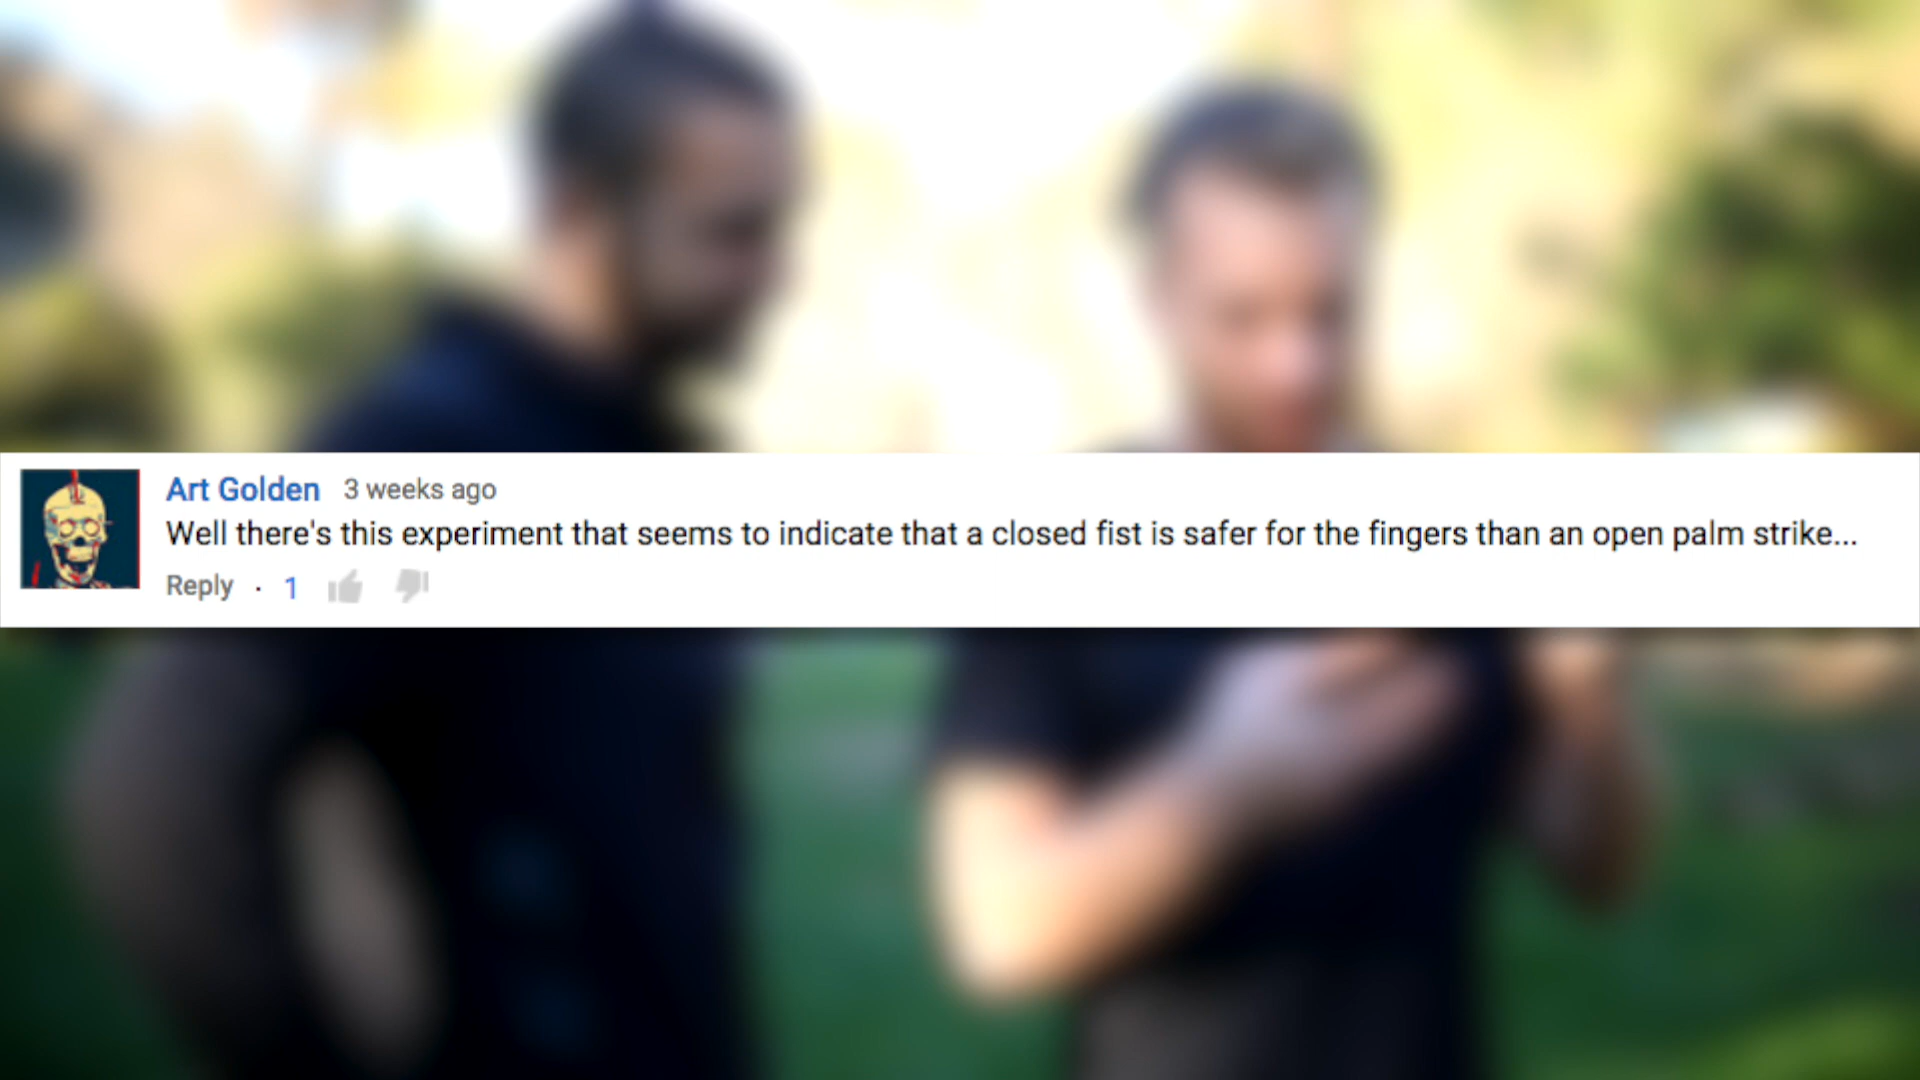 Art Golden 3 weeks ago
Well there's this experiment that seems to indicate that a closed fist is safer for the fingers than an open palm strike...
Reply · 1